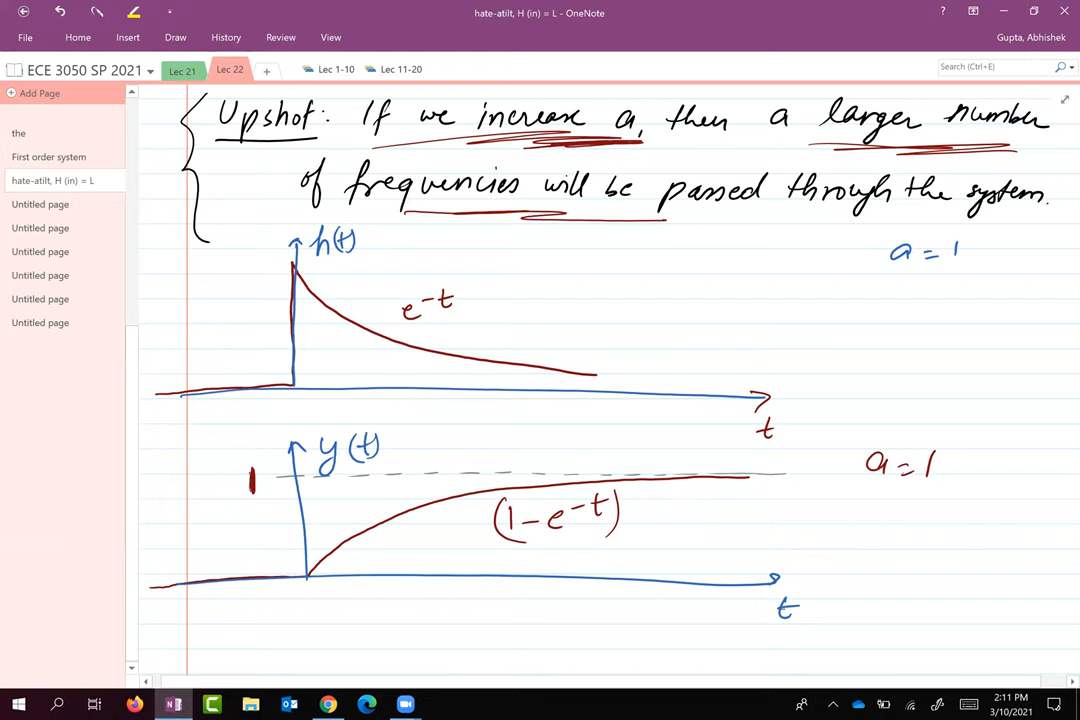 hate-atilt, H (in) = L - OneNote
File Home Insert Draw History Review View
Gupta, Abhishek
ECE 3050 SP 2021
Lec 21
Lec 22
Lec 1-10
Lec 11-20
Search (Ctrl+E)
Add Page
the
First order system
hate-atilt, H (in) = L
Untitled page
Untitled page
Untitled page
Untitled page
Untitled page
Untitled page
Upshot: If we increase a, then a larger number
of frequencies will be passed through the system.
h(t)
a = 1
e^-t
t
y(t)
1
a = 1
(1 - e^-t)
t
2:11 PM
3/10/2021